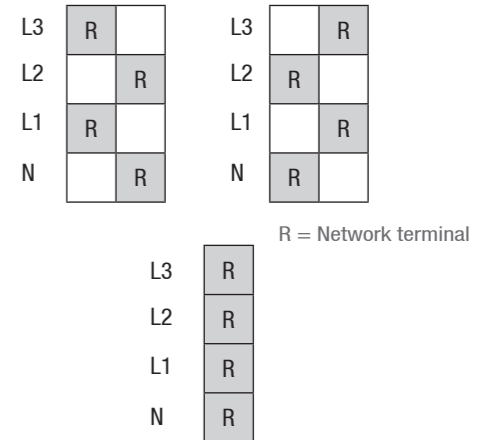 L3 R L3 R
L2 R L2 R
L1 R L1 R
N R N R
R = Network terminal
L3 R
L2 R
L1 R
N R